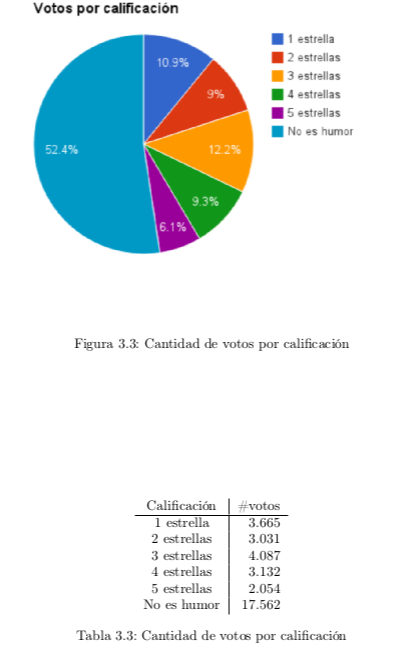 Votos por calificación
1 estrella
2 estrellas
3 estrellas
4 estrellas
5 estrellas
No es humor
10.9%
9%
12.2%
9.3%
6.1%
52.4%
Figura 3.3: Cantidad de votos por calificación
Calificación #votos
1 estrella 3.665
2 estrellas 3.031
3 estrellas 4.087
4 estrellas 3.132
5 estrellas 2.054
No es humor 17.562
Tabla 3.3: Cantidad de votos por calificación